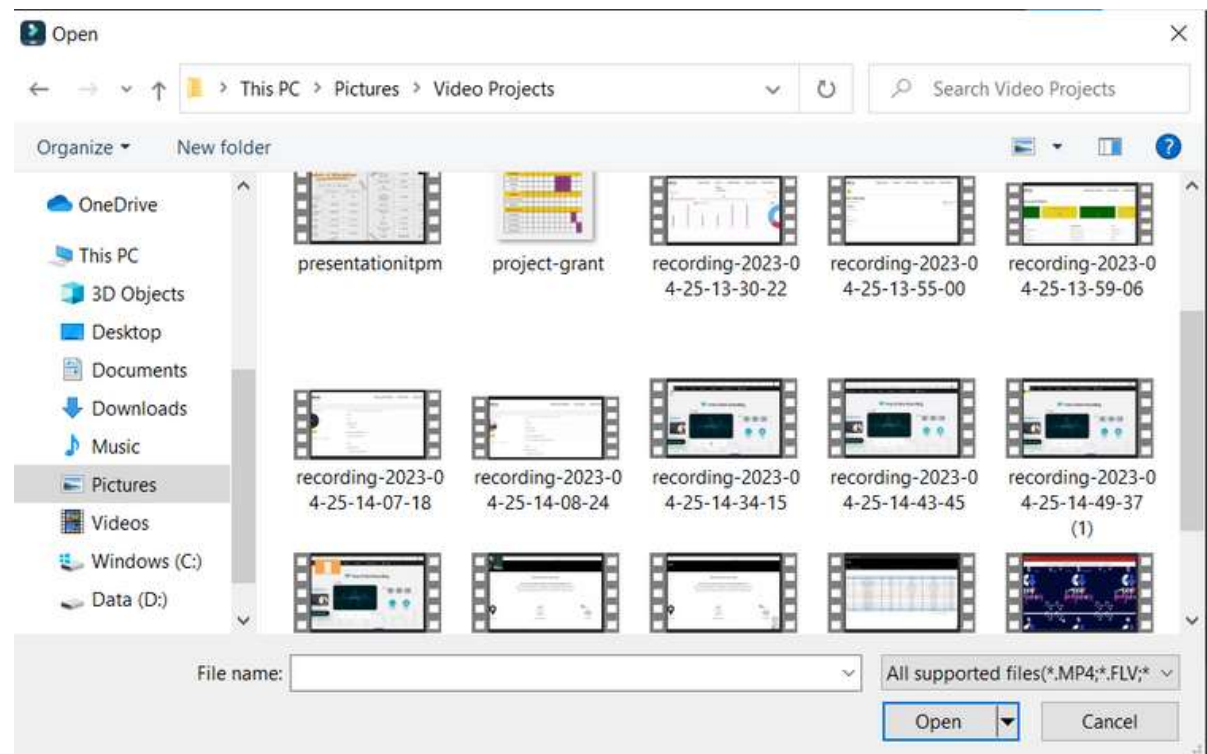 Open
This PC > Pictures > Video Projects
Search Video Projects
Organize
New folder
OneDrive
This PC
3D Objects
Desktop
Documents
Downloads
Music
Pictures
Videos
Windows (C:)
Data (D:)
presentationitpm
project-grant
recording-2023-0
4-25-13-30-22
recording-2023-0
4-25-13-55-00
recording-2023-0
4-25-13-59-06
recording-2023-0
4-25-14-07-18
recording-2023-0
4-25-14-08-24
recording-2023-0
4-25-14-34-15
recording-2023-0
4-25-14-43-45
recording-2023-0
4-25-14-49-37
(1)
File name:
All supported files(*.MP4;*.FLV;*
Open
Cancel